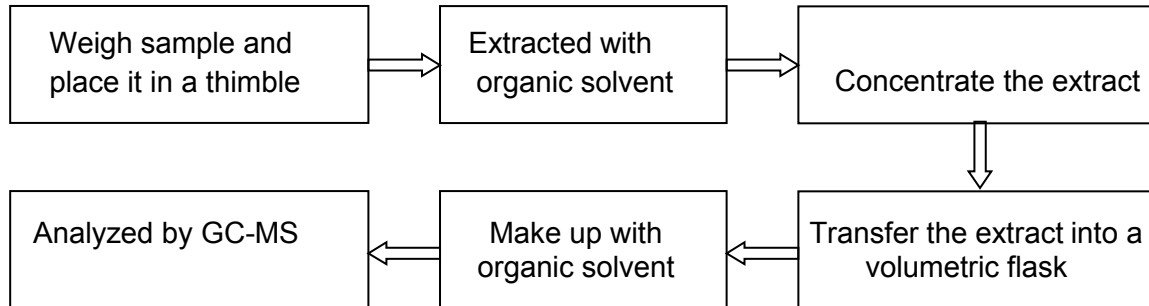 Weigh sample and
place it in a thimble
Extracted with
organic solvent
Concentrate the extract
Transfer the extract into a
volumetric flask
Make up with
organic solvent
Analyzed by GC-MS